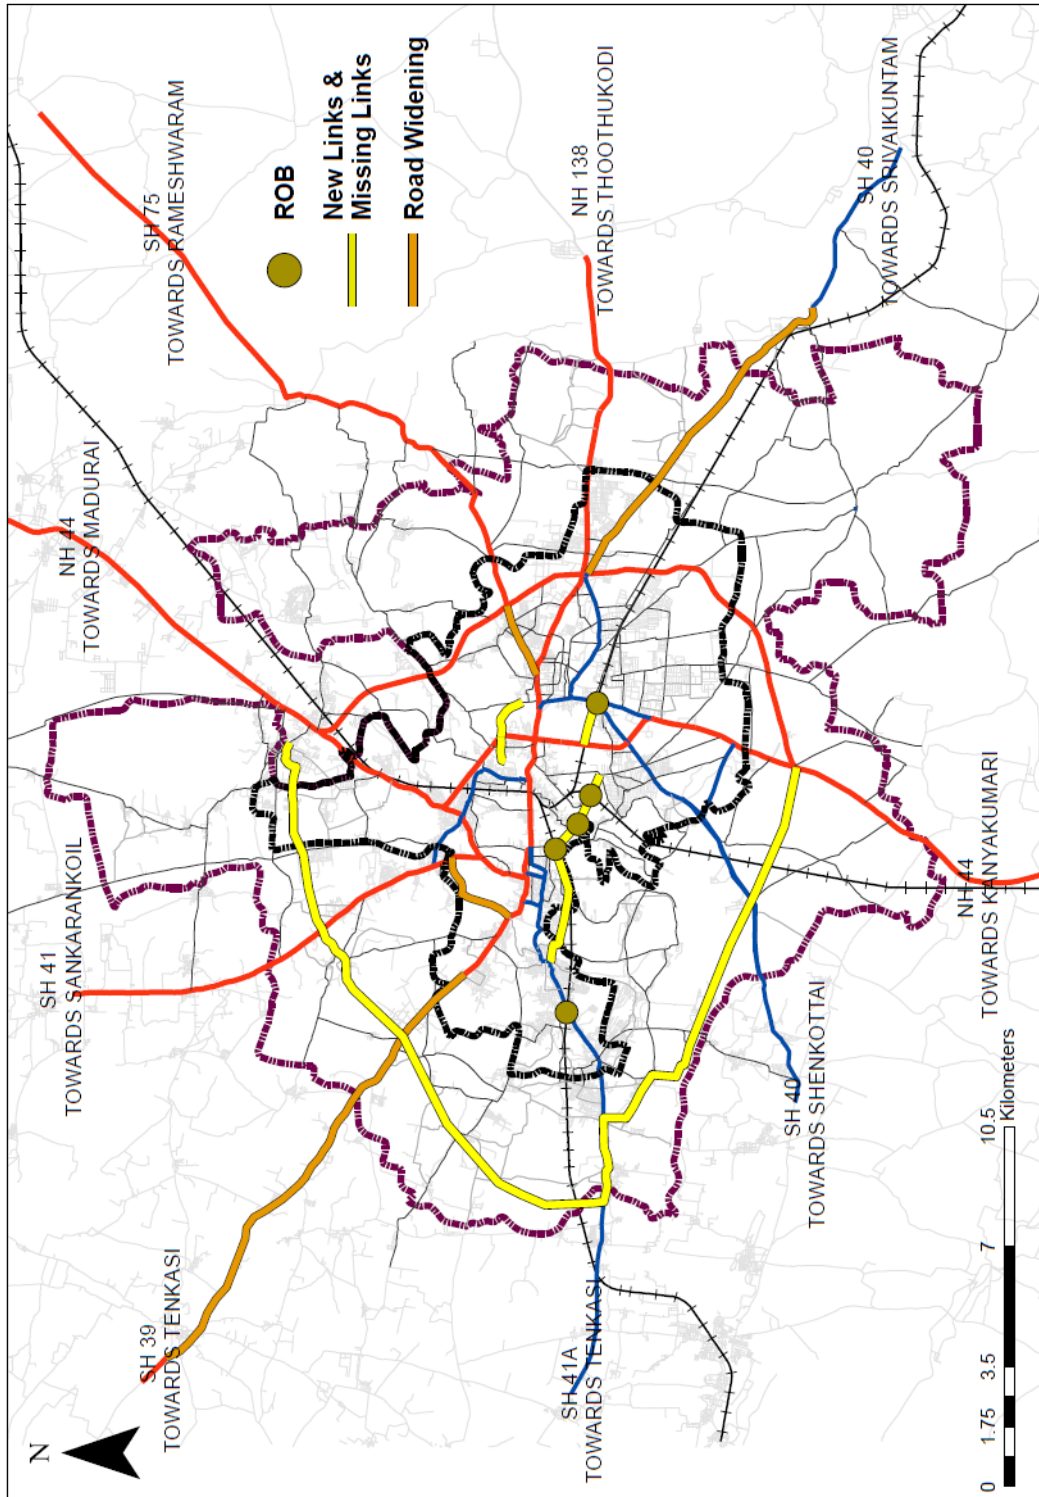 N
SH 39
TOWARDS TENKASI
SH 41
TOWARDS SANKARANKOIL
NH 44
TOWARDS MADURAI
SH 75
TOWARDS RAMESHWARAM
ROB
New Links &
Missing Links
Road Widening
NH 138
TOWARDS THOOTHUKODI
SH 40
TOWARDS SRIVAIKUNTAM
SH 41A
TOWARDS TENKASI
SH 40
TOWARDS SHENKOTTAI
NH 44
TOWARDS KANYAKUMARI
0 1.75 3.5 7 10.5
Kilometers